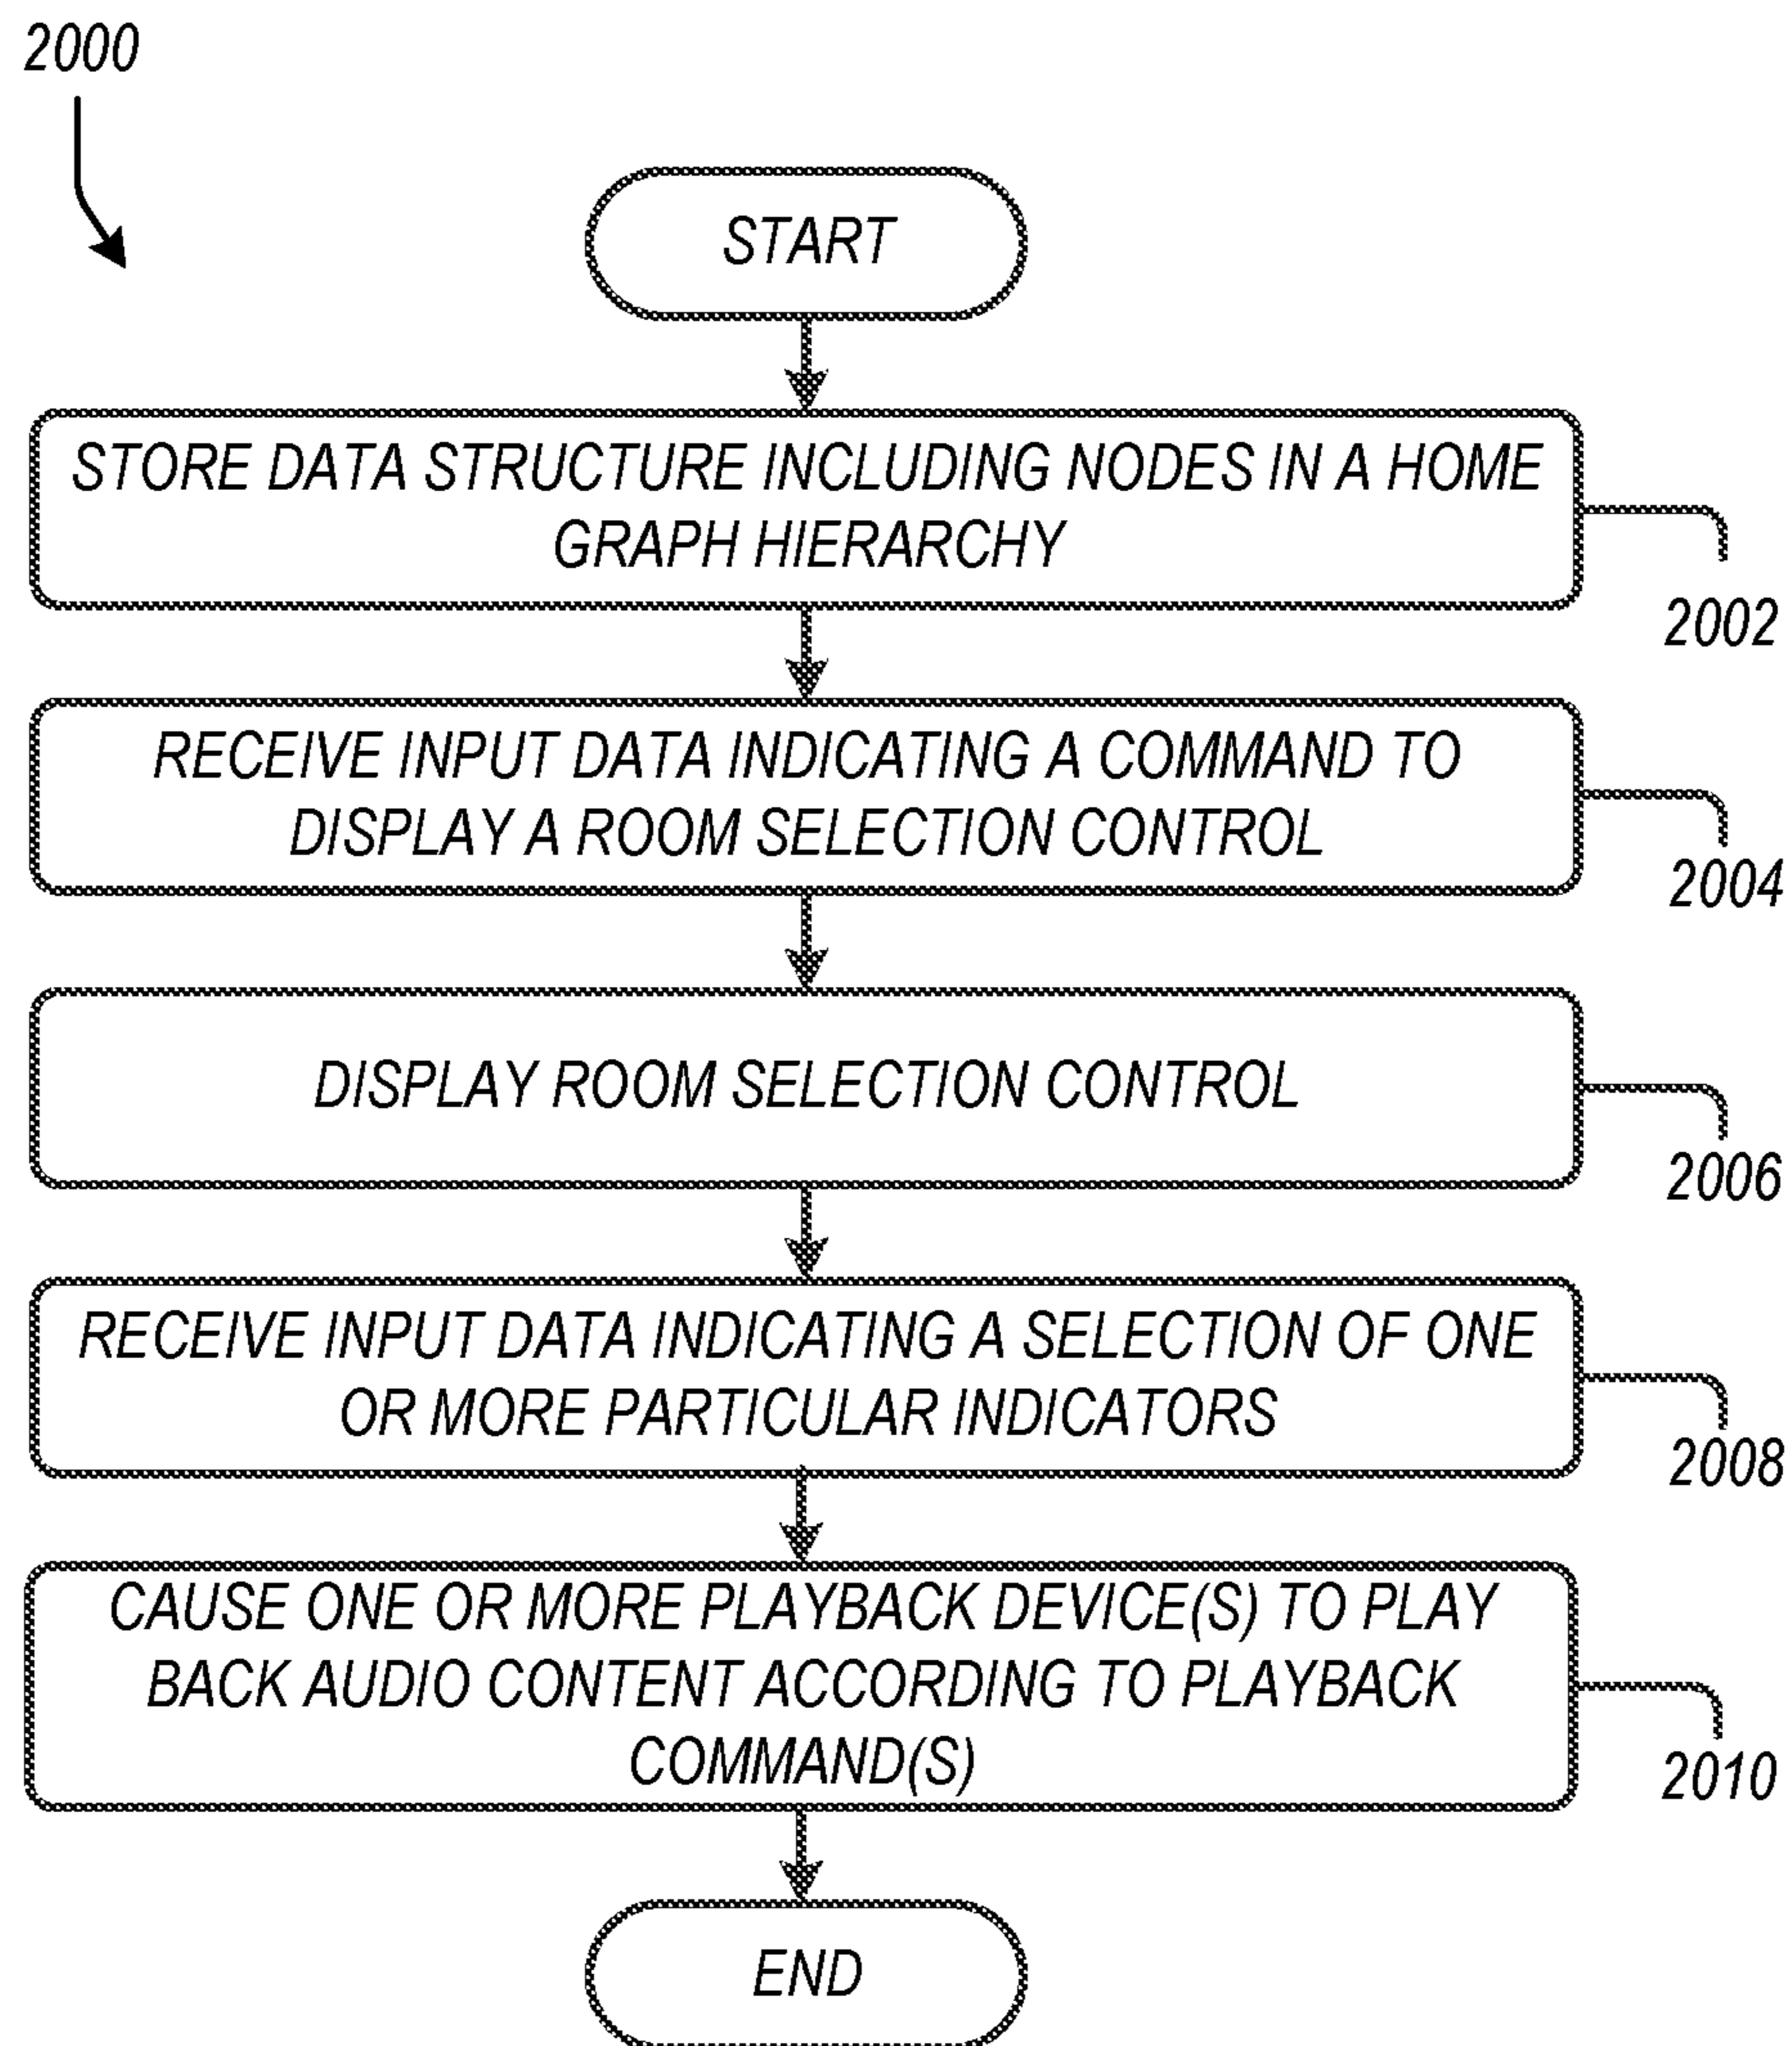 2000
START
STORE DATA STRUCTURE INCLUDING NODES IN A HOME
GRAPH HIERARCHY
2002
RECEIVE INPUT DATA INDICATING A COMMAND TO
DISPLAY A ROOM SELECTION CONTROL
2004
DISPLAY ROOM SELECTION CONTROL
2006
RECEIVE INPUT DATA INDICATING A SELECTION OF ONE
OR MORE PARTICULAR INDICATORS
2008
CAUSE ONE OR MORE PLAYBACK DEVICE(S) TO PLAY
BACK AUDIO CONTENT ACCORDING TO PLAYBACK
COMMAND(S)
2010
END